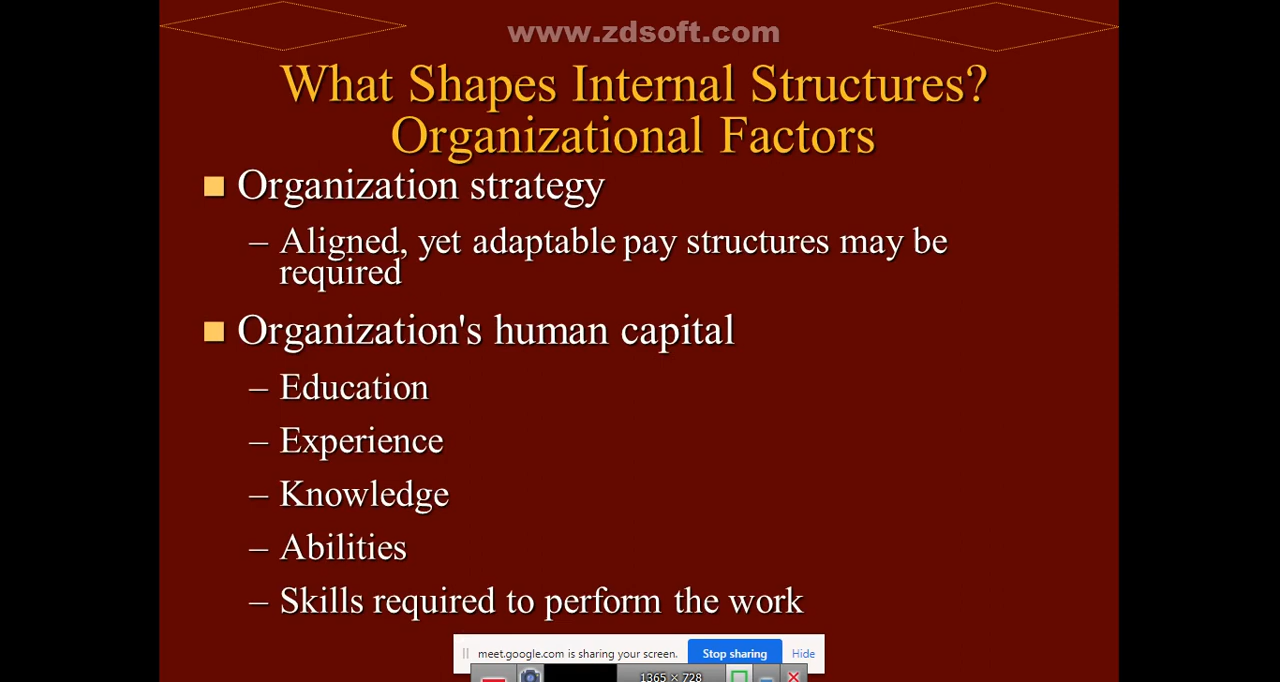 www.zdsoft.com
What Shapes Internal Structures?
Organizational Factors
■ Organization strategy
– Aligned, yet adaptable pay structures may be
required
■ Organization's human capital
– Education
– Experience
– Knowledge
– Abilities
– Skills required to perform the work
meet.google.com is sharing your screen. Stop sharing Hide
1365 × 728